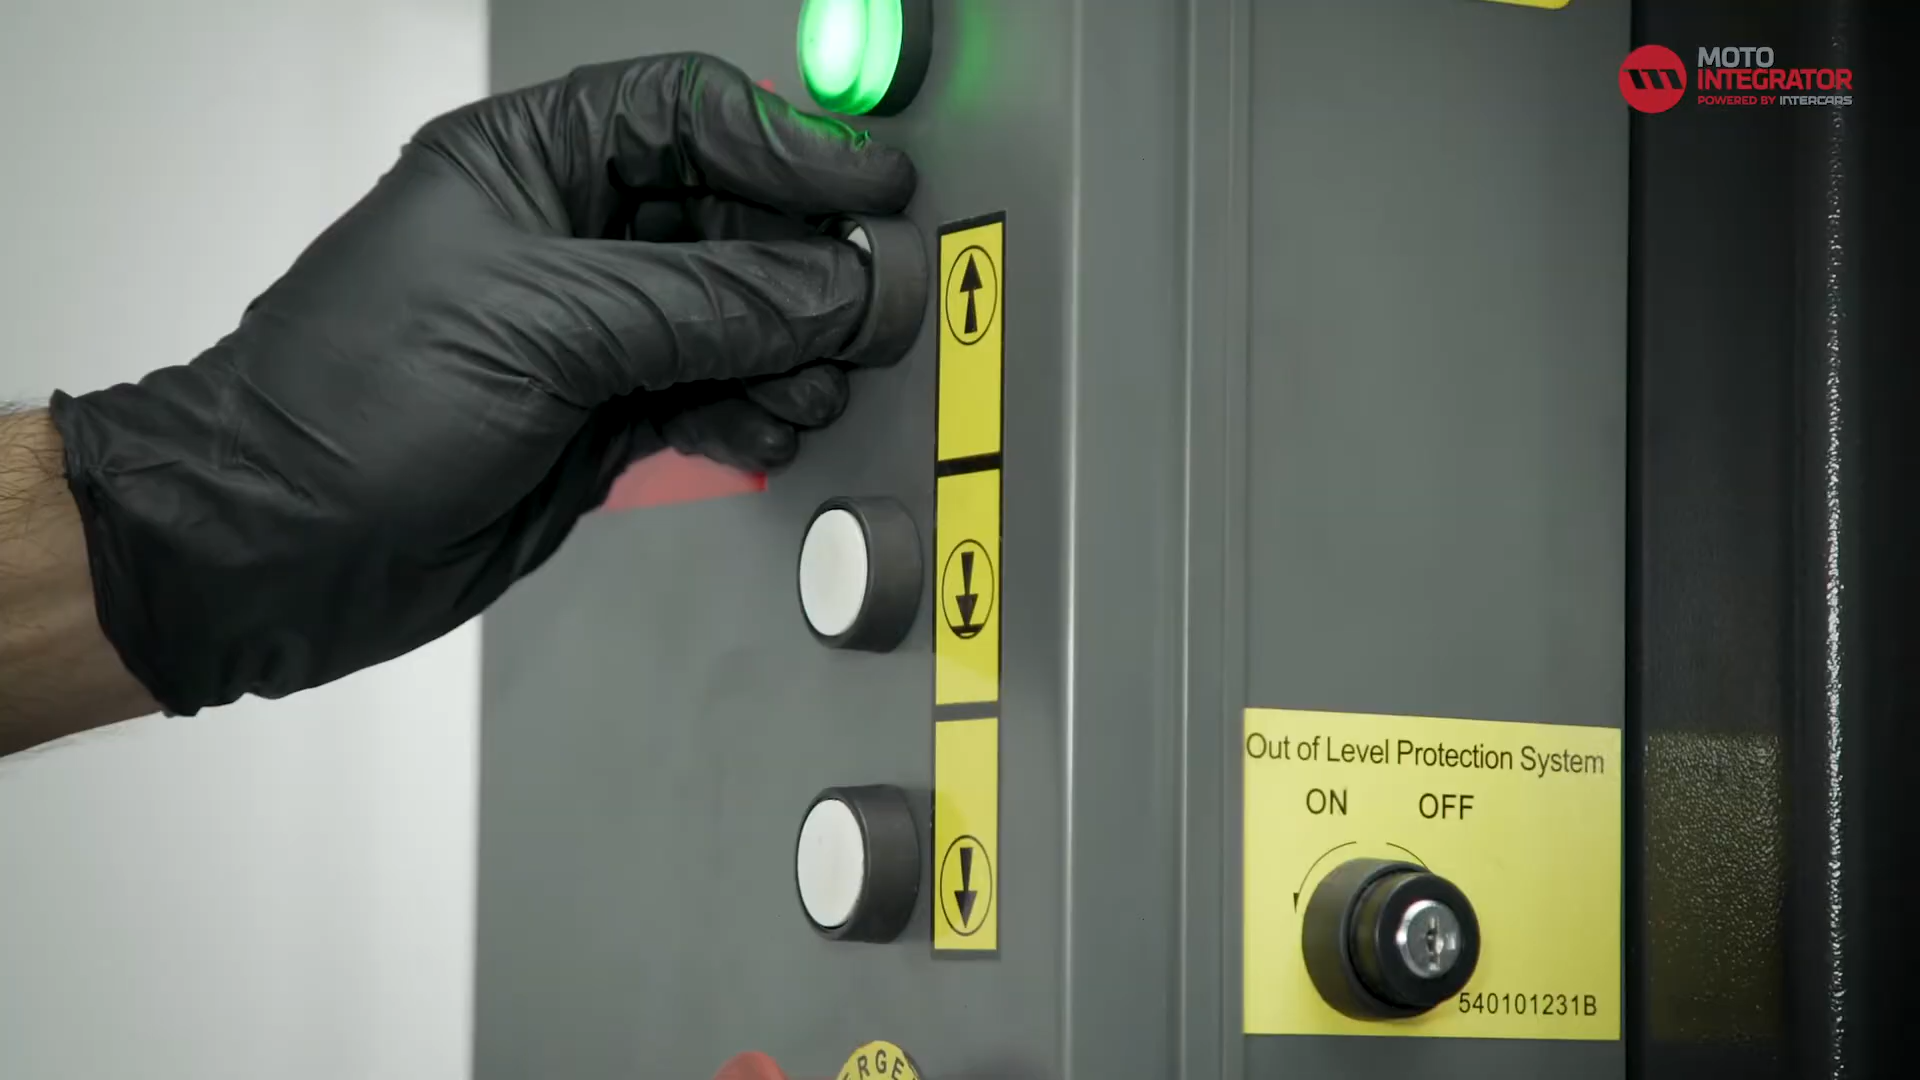 MOTO
INTEGRATOR
POWERED BY INTERCARS
Out of Level Protection System
ON OFF
540101231B